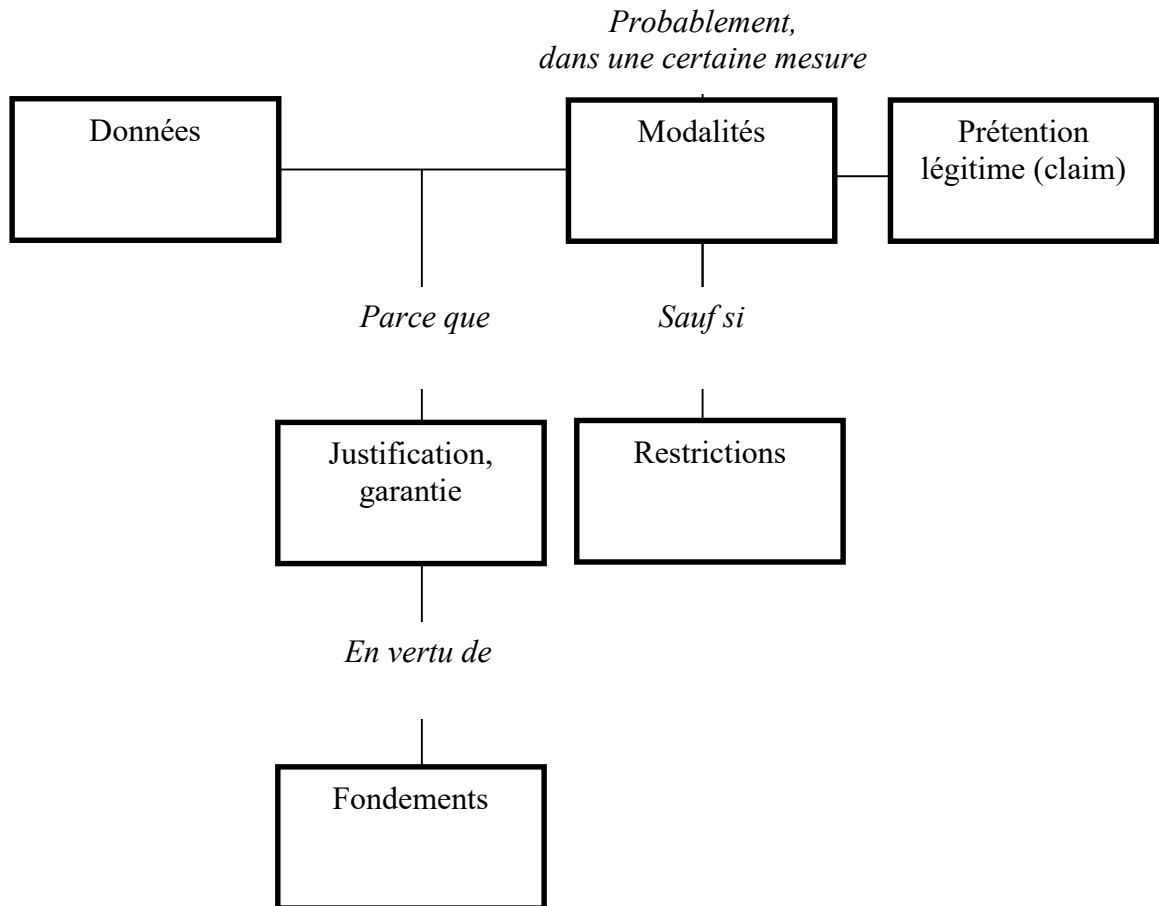 Probablement,
dans une certaine mesure
Données
Modalités
Prétention
légitime (claim)
Parce que
Sauf si
Justification,
garantie
Restrictions
En vertu de
Fondements